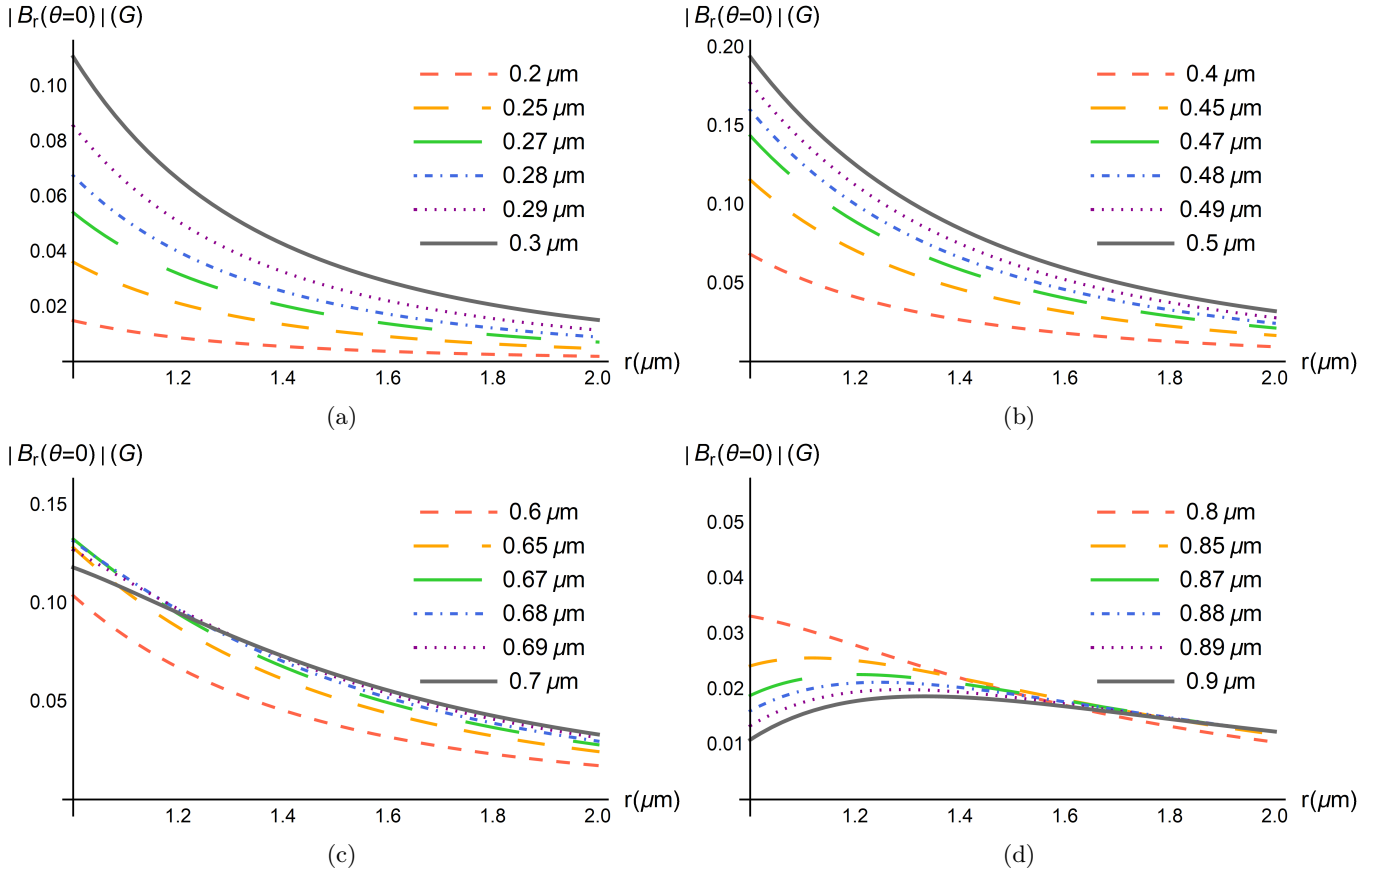 |Br(θ=0)|(G)
0.10
0.08
0.06
0.04
0.02
0.2 µm
0.25 µm
0.27 µm
0.28 µm
0.29 µm
0.3 µm
1.2 1.4 1.6 1.8 2.0 r(µm)
(a)
|Br(θ=0)|(G)
0.20
0.15
0.10
0.05
0.4 µm
0.45 µm
0.47 µm
0.48 µm
0.49 µm
0.5 µm
1.2 1.4 1.6 1.8 2.0 r(µm)
(b)
|Br(θ=0)|(G)
0.15
0.10
0.05
0.6 µm
0.65 µm
0.67 µm
0.68 µm
0.69 µm
0.7 µm
1.2 1.4 1.6 1.8 2.0 r(µm)
(c)
|Br(θ=0)|(G)
0.05
0.04
0.03
0.02
0.01
0.8 µm
0.85 µm
0.87 µm
0.88 µm
0.89 µm
0.9 µm
1.2 1.4 1.6 1.8 2.0 r(µm)
(d)